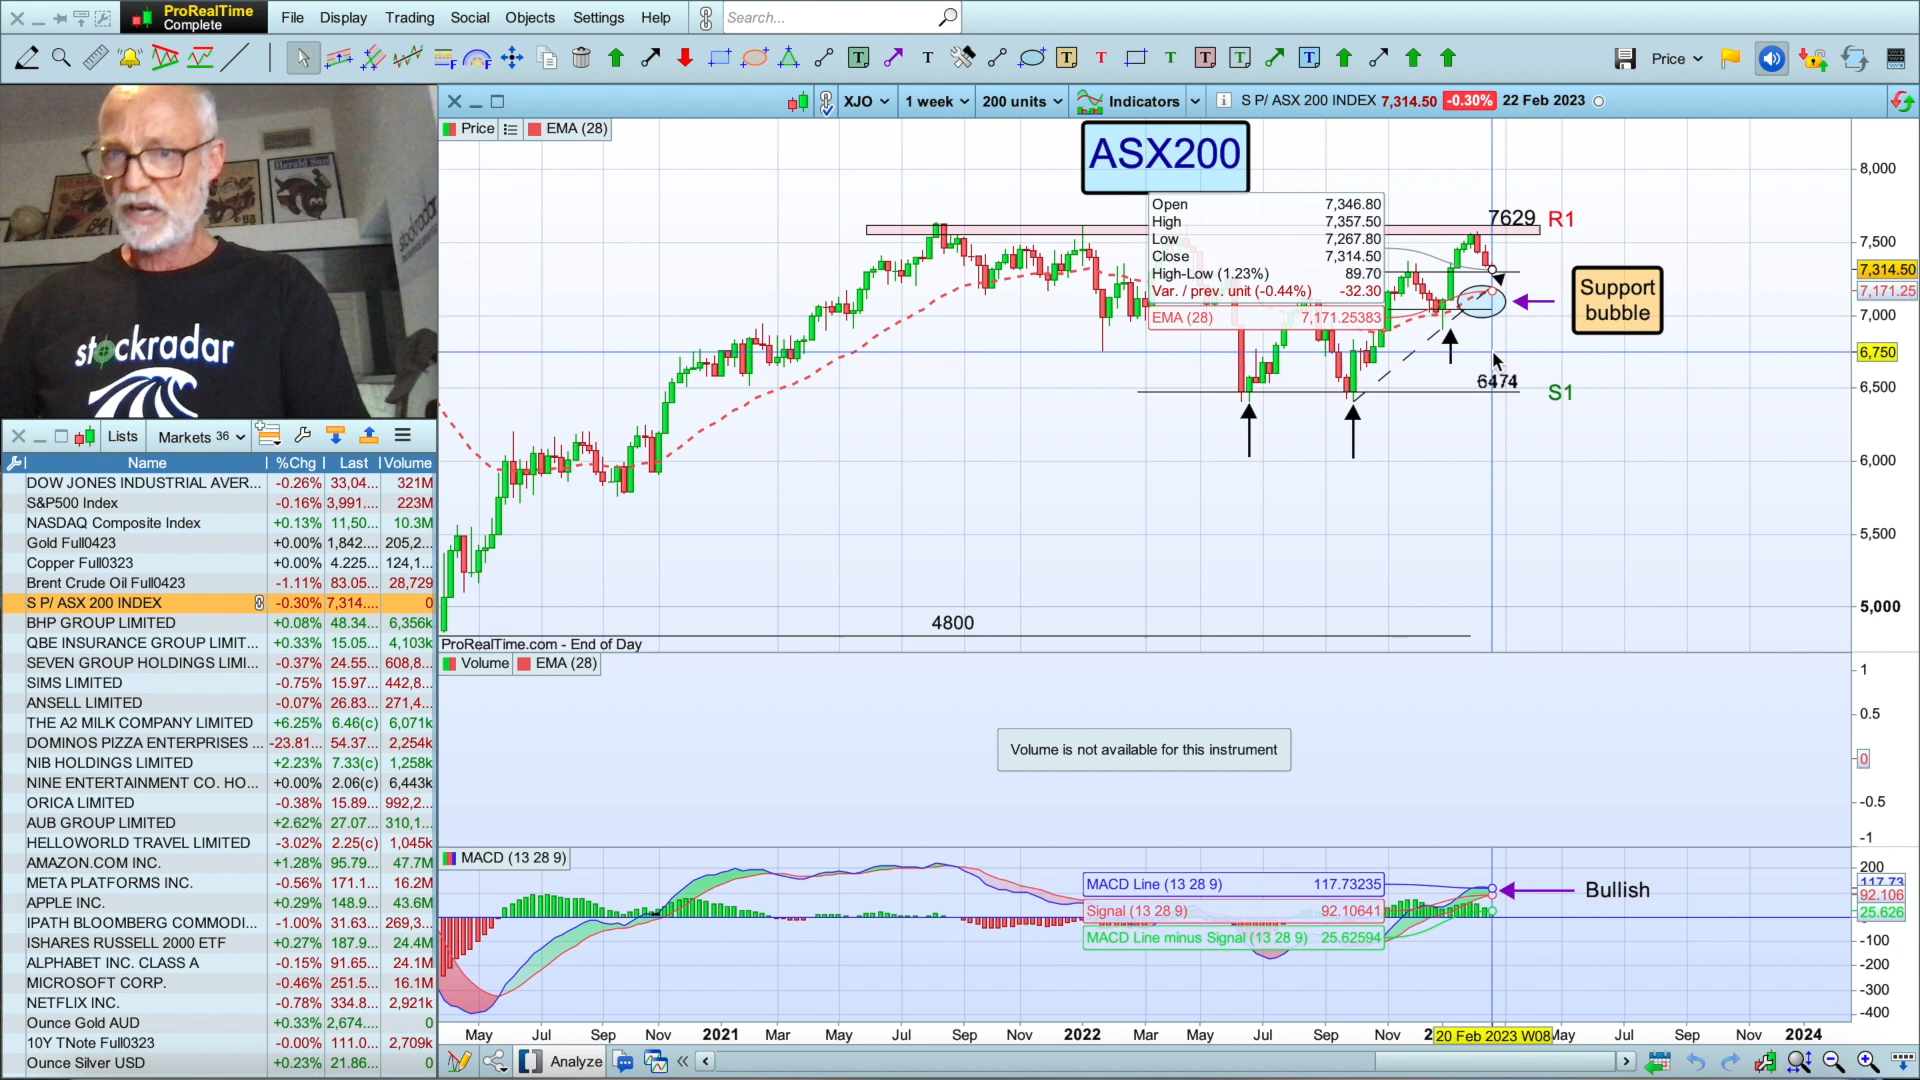 ProRealTime
Complete
File Display Trading Social Objects Settings Help
Search...
Price
XJO 1 week 200 units Indicators S P/ ASX 200 INDEX 7,314.50 -0.30% 22 Feb 2023
Price EMA (28)
ASX200
Open 7,346.80
High 7,357.50
Low 7,267.80
Close 7,314.50
High-Low (1.23%) 89.70
Var. / prev. unit (-0.44%) -32.30
EMA (28) 7,171.25383
7629 R1
Support
bubble
6474
S1
4800
8,000
7,500
7,314.50
7,171.25
7,000
6,750
6,500
6,000
5,500
5,000
ProRealTime.com - End of Day
Herald Sun
stockradar
stockradar
Lists Markets 36
Name %Chg Last Volume
DOW JONES INDUSTRIAL AVER... -0.26% 33,04... 321M
S&P500 Index -0.16% 3,991.... 223M
NASDAQ Composite Index +0.13% 11,50... 10.3M
Gold Full0423 +0.00% 1,842.... 205,2...
Copper Full0323 +0.00% 4.225... 124,1...
Brent Crude Oil Full0423 -1.11% 83.05... 28,729
S P/ ASX 200 INDEX -0.30% 7,314.... 0
BHP GROUP LIMITED +0.08% 48.34... 6,356k
QBE INSURANCE GROUP LIMIT... +0.33% 15.05... 4,103k
SEVEN GROUP HOLDINGS LIMI... -0.37% 24.55... 608,8...
SIMS LIMITED -0.75% 15.97... 442,8...
ANSELL LIMITED -0.07% 26.83... 271,4...
THE A2 MILK COMPANY LIMITED +6.25% 6.46(c) 6,071k
DOMINOS PIZZA ENTERPRISES ... -23.81... 54.37... 2,254k
NIB HOLDINGS LIMITED +2.23% 7.33(c) 1,258k
NINE ENTERTAINMENT CO. HO... +0.00% 2.06(c) 6,443k
ORICA LIMITED -0.38% 15.89... 992,2...
AUB GROUP LIMITED +2.62% 27.07... 310,1...
HELLOWORLD TRAVEL LIMITED -3.02% 2.25(c) 1,045k
AMAZON.COM INC. +1.28% 95.79... 47.7M
META PLATFORMS INC. -0.56% 171.1... 16.2M
APPLE INC. +0.29% 148.9... 43.6M
IPATH BLOOMBERG COMMODI... -1.00% 31.63... 269,3...
ISHARES RUSSELL 2000 ETF +0.27% 187.9... 24.4M
ALPHABET INC. CLASS A -0.15% 91.65... 24.1M
MICROSOFT CORP. -0.46% 251.5... 16.1M
NETFLIX INC. -0.78% 334.8... 2,921k
Ounce Gold AUD +0.33% 2,674.... 0
10Y TNote Full0323 -0.00% 111.0... 2,709k
Ounce Silver USD +0.23% 21.86... 0
Volume EMA (28)
Volume is not available for this instrument
1
0.5
0
-0.5
-1
MACD (13 28 9)
MACD Line (13 28 9) 117.73235
Signal (13 28 9) 92.10641
MACD Line minus Signal (13 28 9) 25.62594
Bullish
200
117.73
92.106
25.626
-100
-200
-300
-400
May Jul Sep Nov 2021 Mar May Jul Sep Nov 2022 Mar May Jul Sep Nov 2 20 Feb 2023 W08 May Jul Sep Nov 2024
Analyze